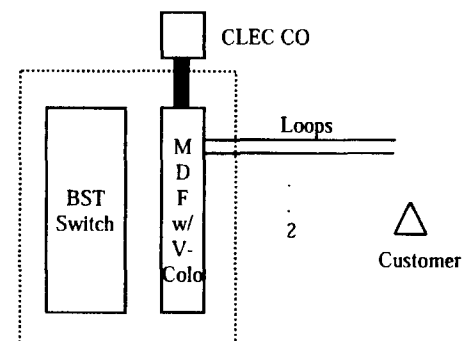 CLEC CO
Loops
M
D
F
w/
V-
Colo
BST
Switch
2
Customer